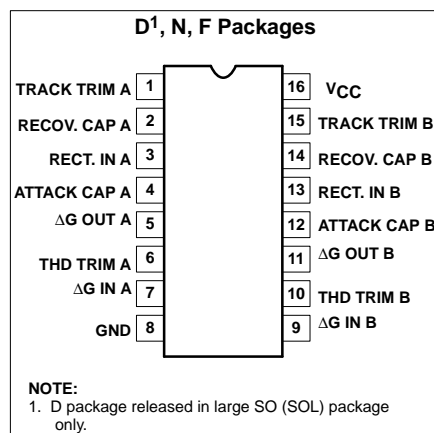 D1, N, F Packages
TRACK TRIM A 1 16 VCC
RECOV. CAP A 2 15 TRACK TRIM B
RECT. IN A 3 14 RECOV. CAP B
ATTACK CAP A 4 13 RECT. IN B
ΔG OUT A 5 12 ATTACK CAP B
THD TRIM A 6 11 ΔG OUT B
ΔG IN A 7 10 THD TRIM B
GND 8 9 ΔG IN B
NOTE:
1. D package released in large SO (SOL) package
only.